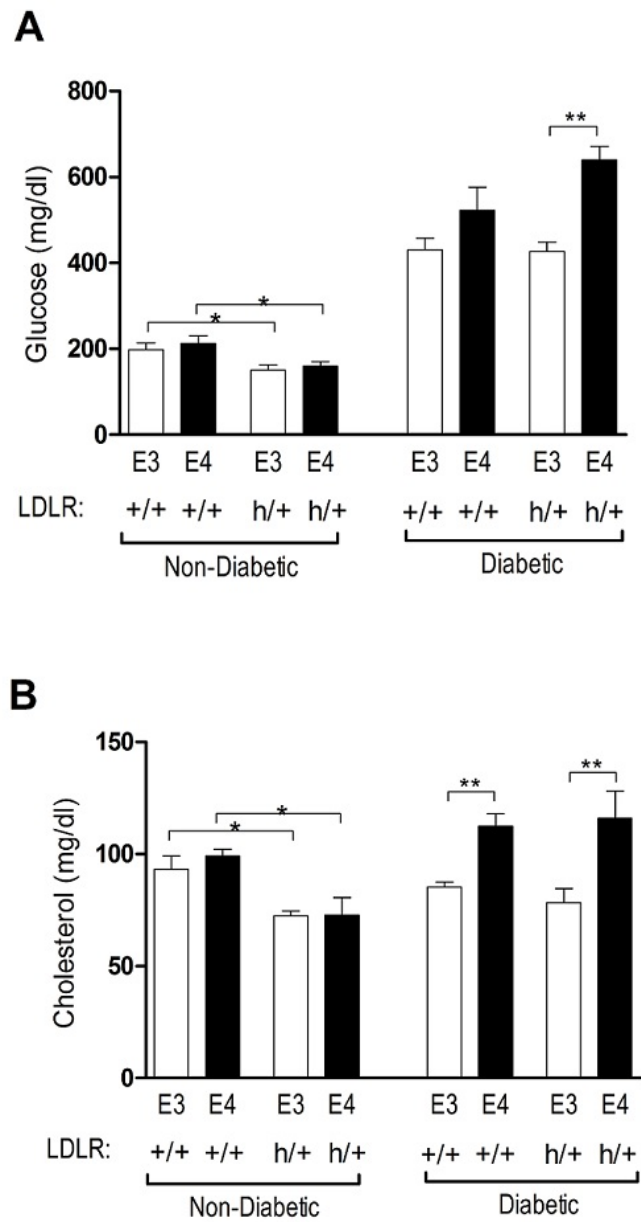 A
800
**
600
Glucose (mg/dl)
400
*
*
200
0
E3 E4 E3 E4 E3 E4 E3 E4
LDLR: +/+ +/+ h/+ h/+ +/+ +/+ h/+ h/+
Non-Diabetic Diabetic
B
150
** **
*
*
100
Cholesterol (mg/dl)
50
0
E3 E4 E3 E4 E3 E4 E3 E4
LDLR: +/+ +/+ h/+ h/+ +/+ +/+ h/+ h/+
Non-Diabetic Diabetic